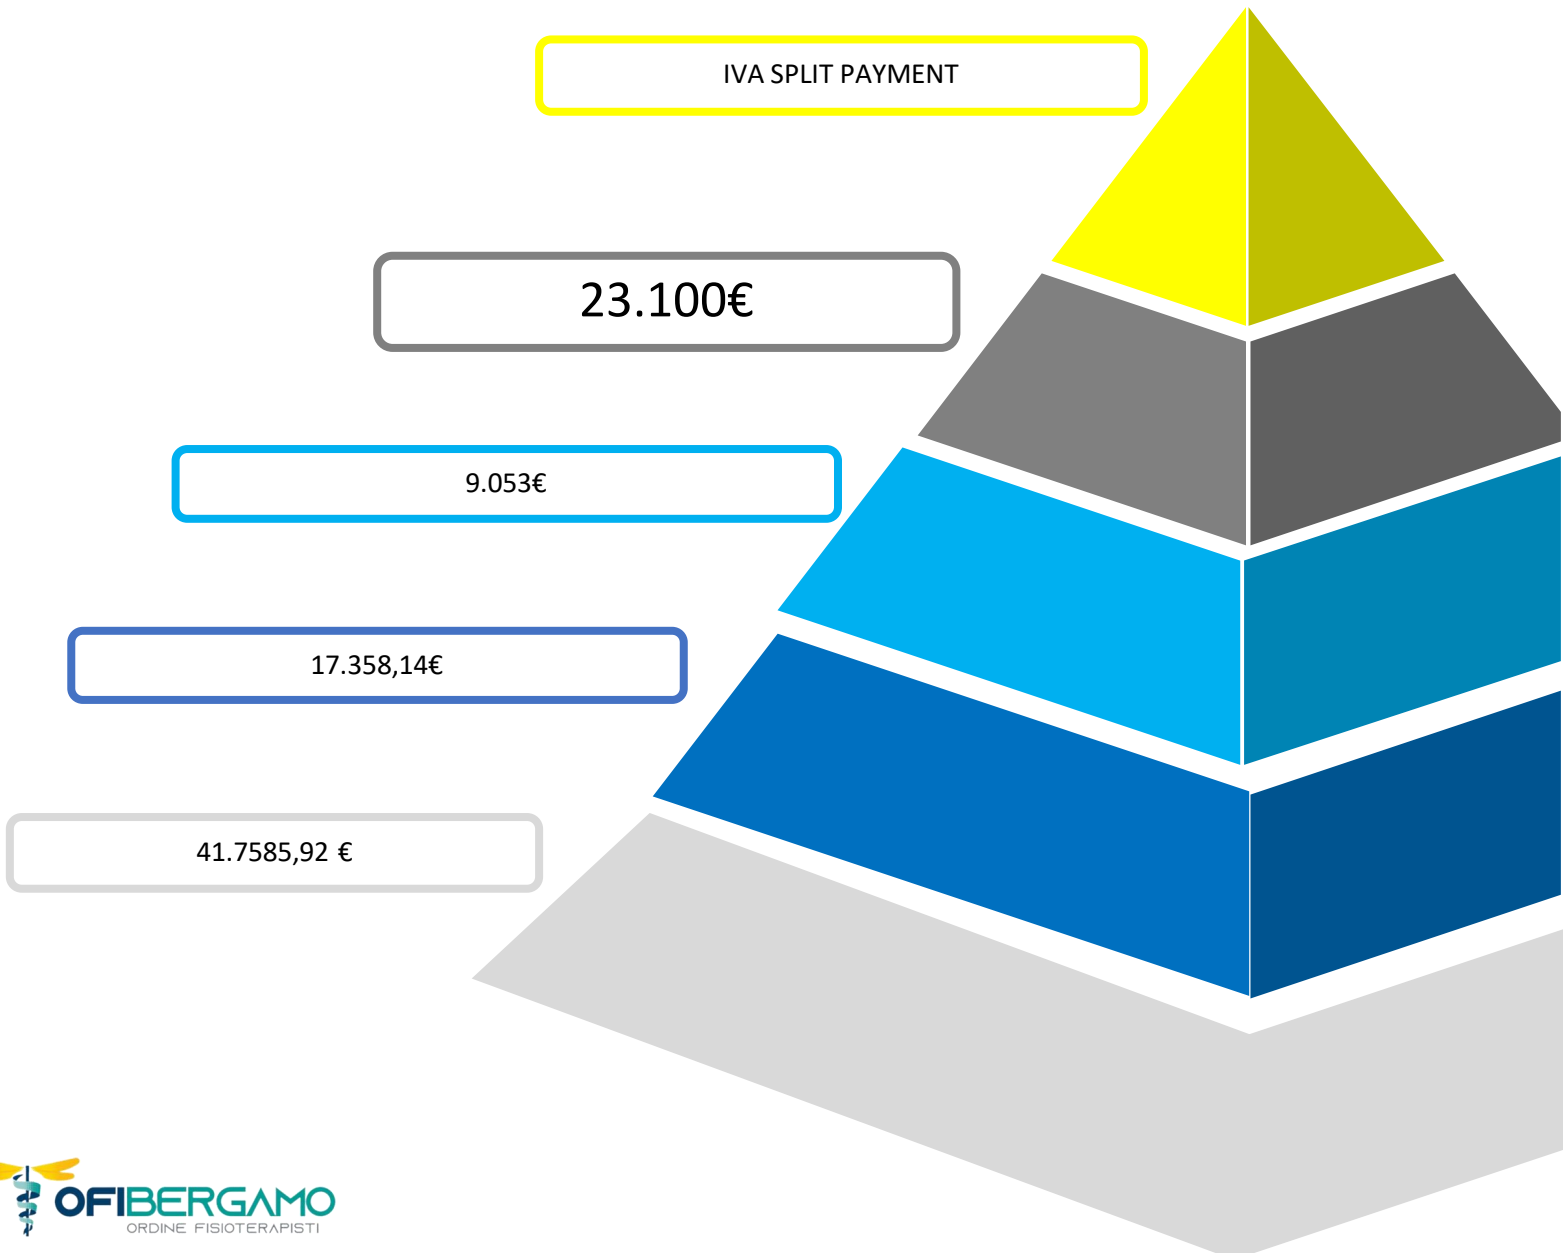 IVA SPLIT PAYMENT
23.100€
9.053€
17.358,14€
41.7585,92 €
OFIBERGAMO
ORDINE FISIOTERAPISTI